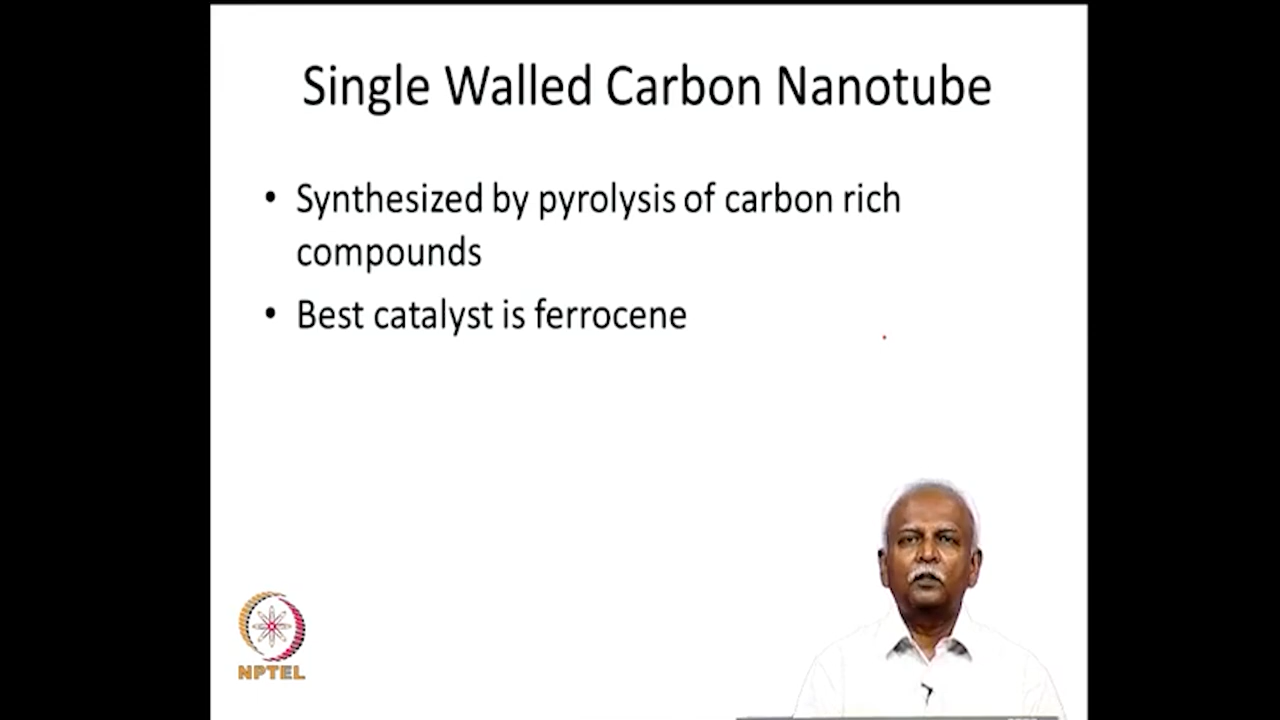 Single Walled Carbon Nanotube
• Synthesized by pyrolysis of carbon rich
compounds
• Best catalyst is ferrocene
NPTEL